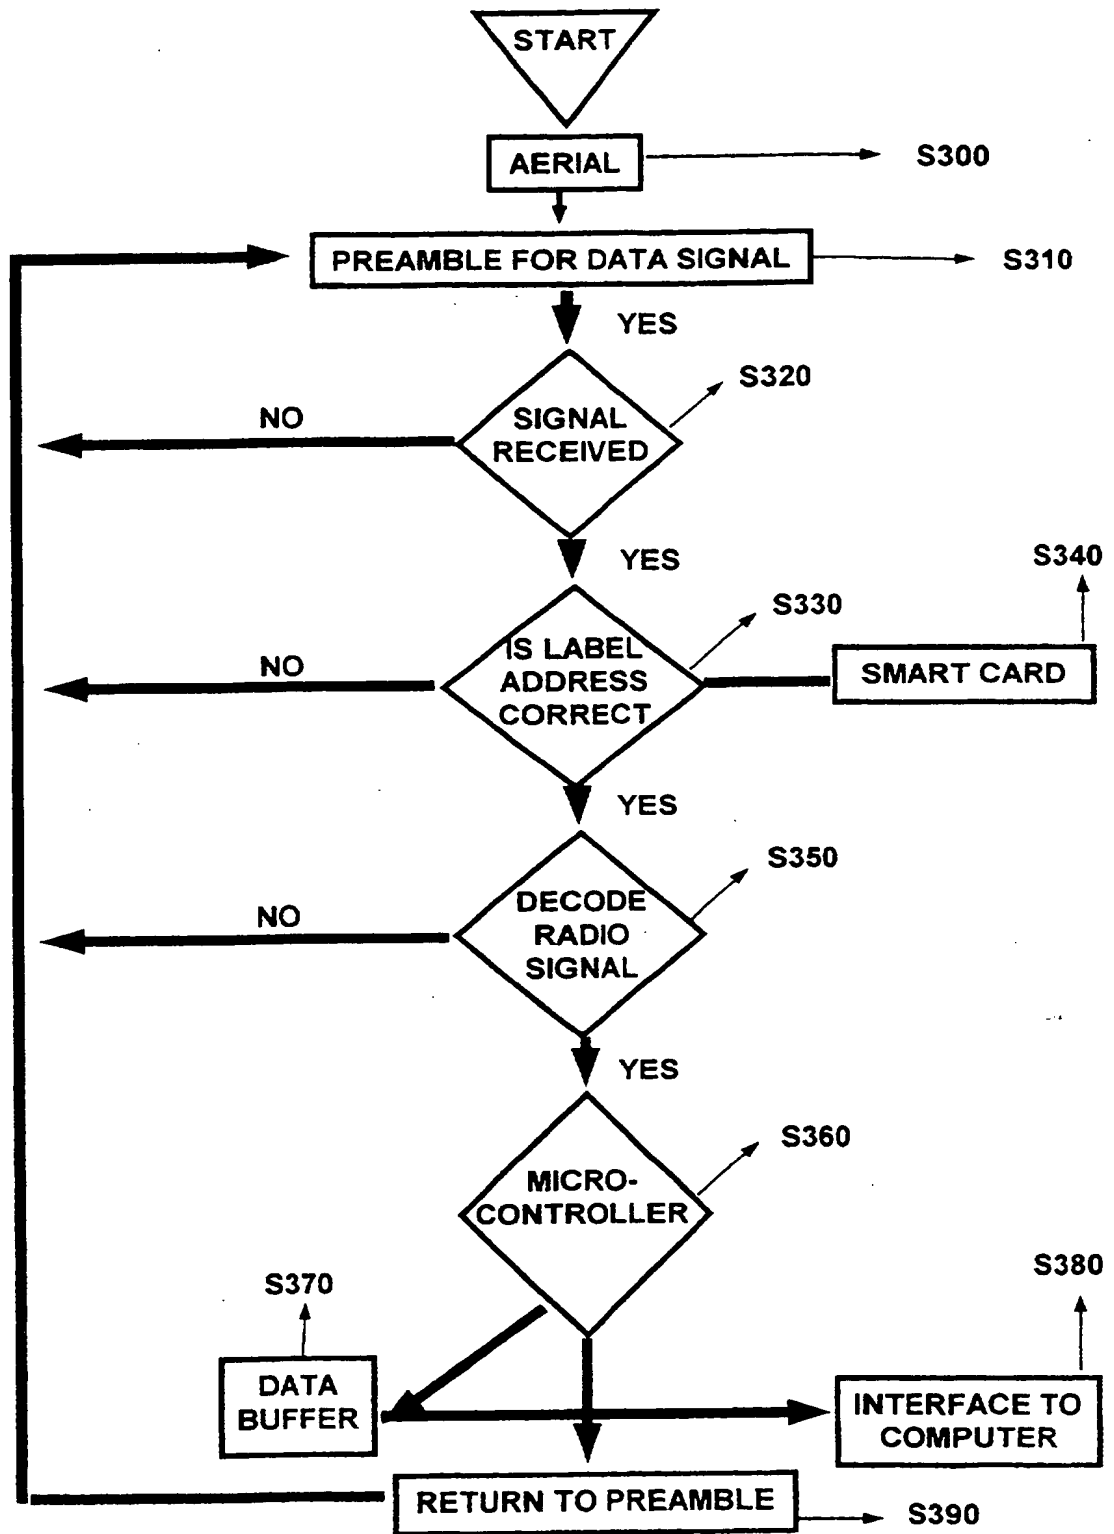 START
AERIAL
S300
PREAMBLE FOR DATA SIGNAL
S310
YES
S320
SIGNAL
RECEIVED
NO
YES
S340
S330
IS LABEL
ADDRESS
CORRECT
NO
SMART CARD
YES
S350
DECODE
RADIO
SIGNAL
NO
YES
S360
MICRO-
CONTROLLER
S370
S380
DATA
BUFFER
INTERFACE TO
COMPUTER
RETURN TO PREAMBLE
S390